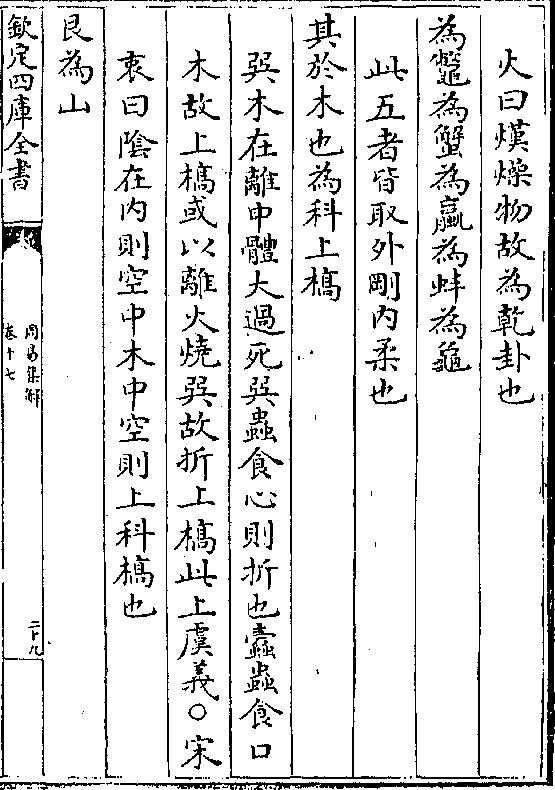 火日熯燥物故為乾卦也
為鼈為蟹為蠃為蚌為龜
此五者皆取外剛内柔也
其於木也為科上槁
巽木在離中體大過死巽蟲食心則折也蠹蟲食口
木故上槁或以離火燒巽故折上槁此上虞義○宋
衷曰陰在内則空中木中空則上科槁也
艮為山
欽定四庫全書
周易集解
卷十七
二十九